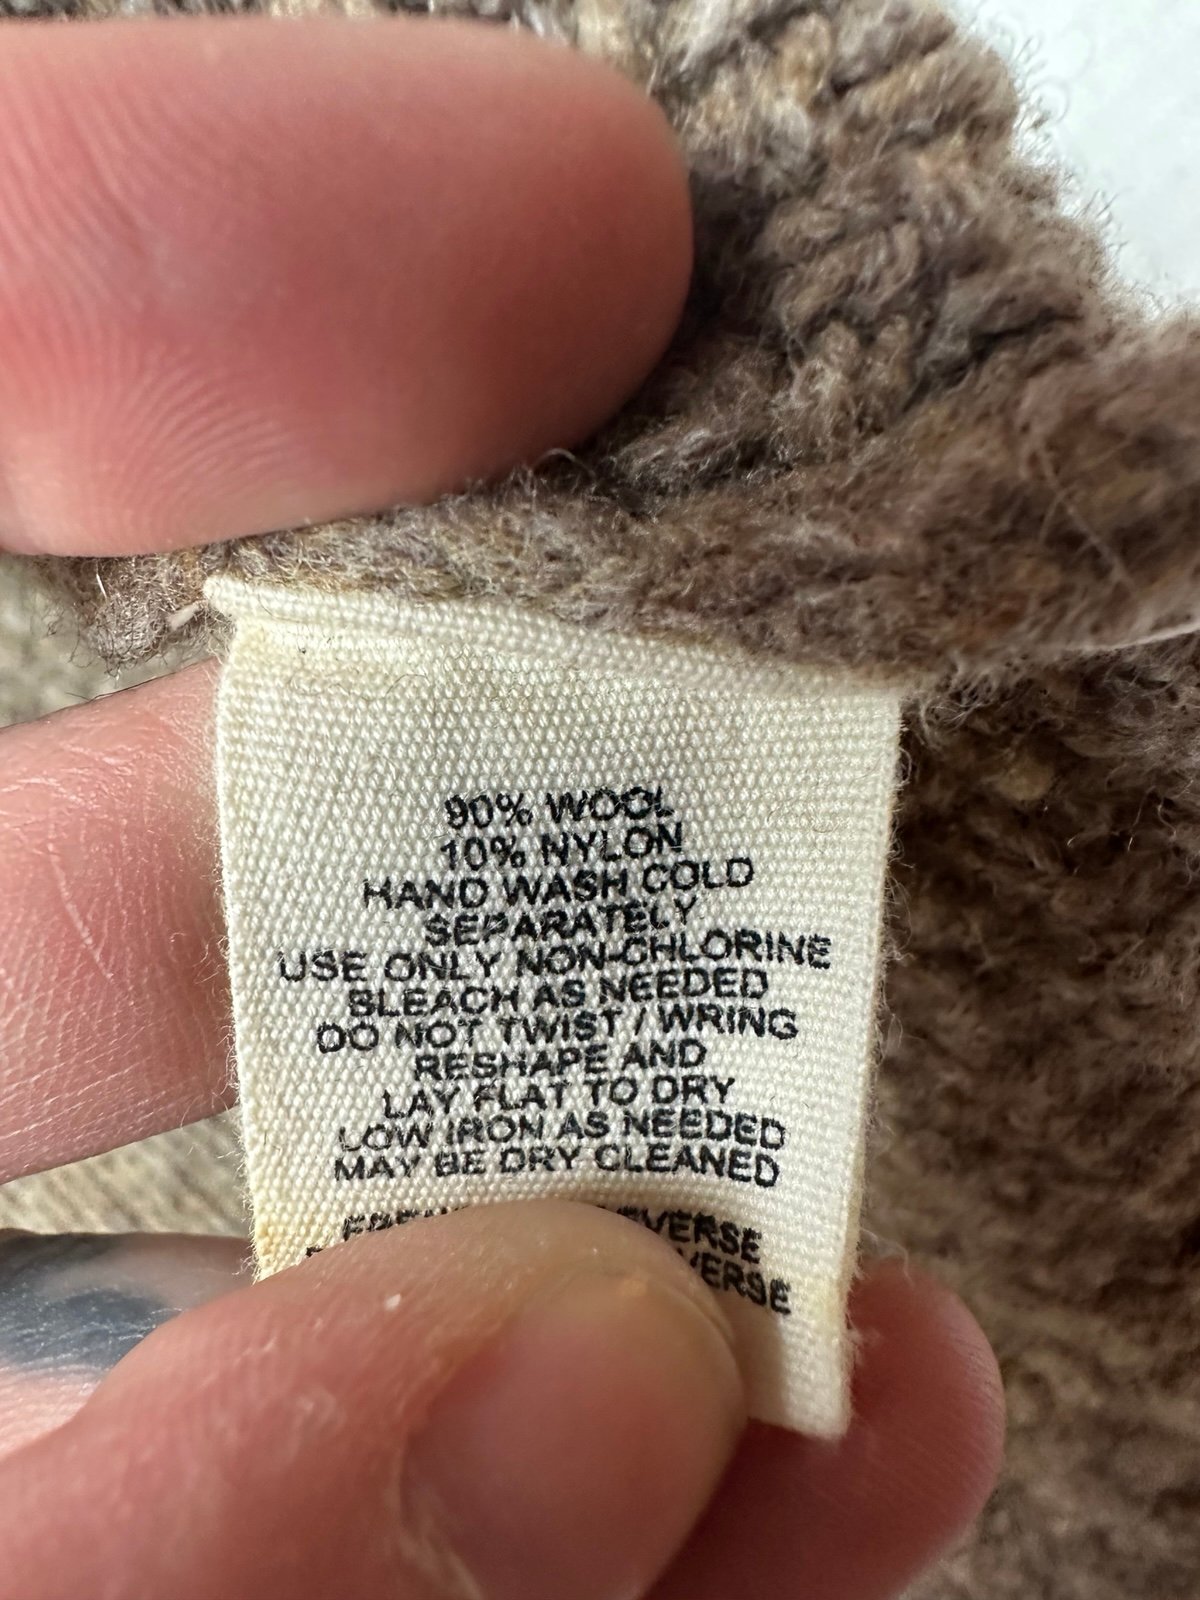 90% WOOL
10% NYLON
HAND WASH COLD
SEPARATELY
USE ONLY NON-CHLORINE
BLEACH AS NEEDED
DO NOT TWIST / WRING
RESHAPE AND
LAY FLAT TO DRY
LOW IRON AS NEEDED
MAY BE DRY CLEANED